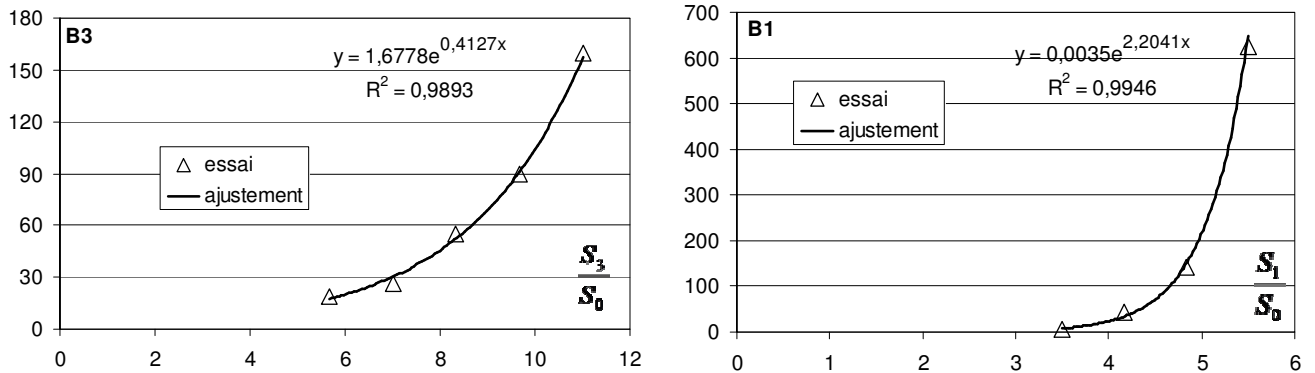 B3
y = 1,6778e^0,4127x
R² = 0,9893
essai
ajustement
S₃
S₀
180
150
120
90
60
30
0
0 2 4 6 8 10 12
B1
y = 0,0035e^2,2041x
R² = 0,9946
essai
ajustement
S₁
S₀
700
600
500
400
300
200
100
0
0 1 2 3 4 5 6